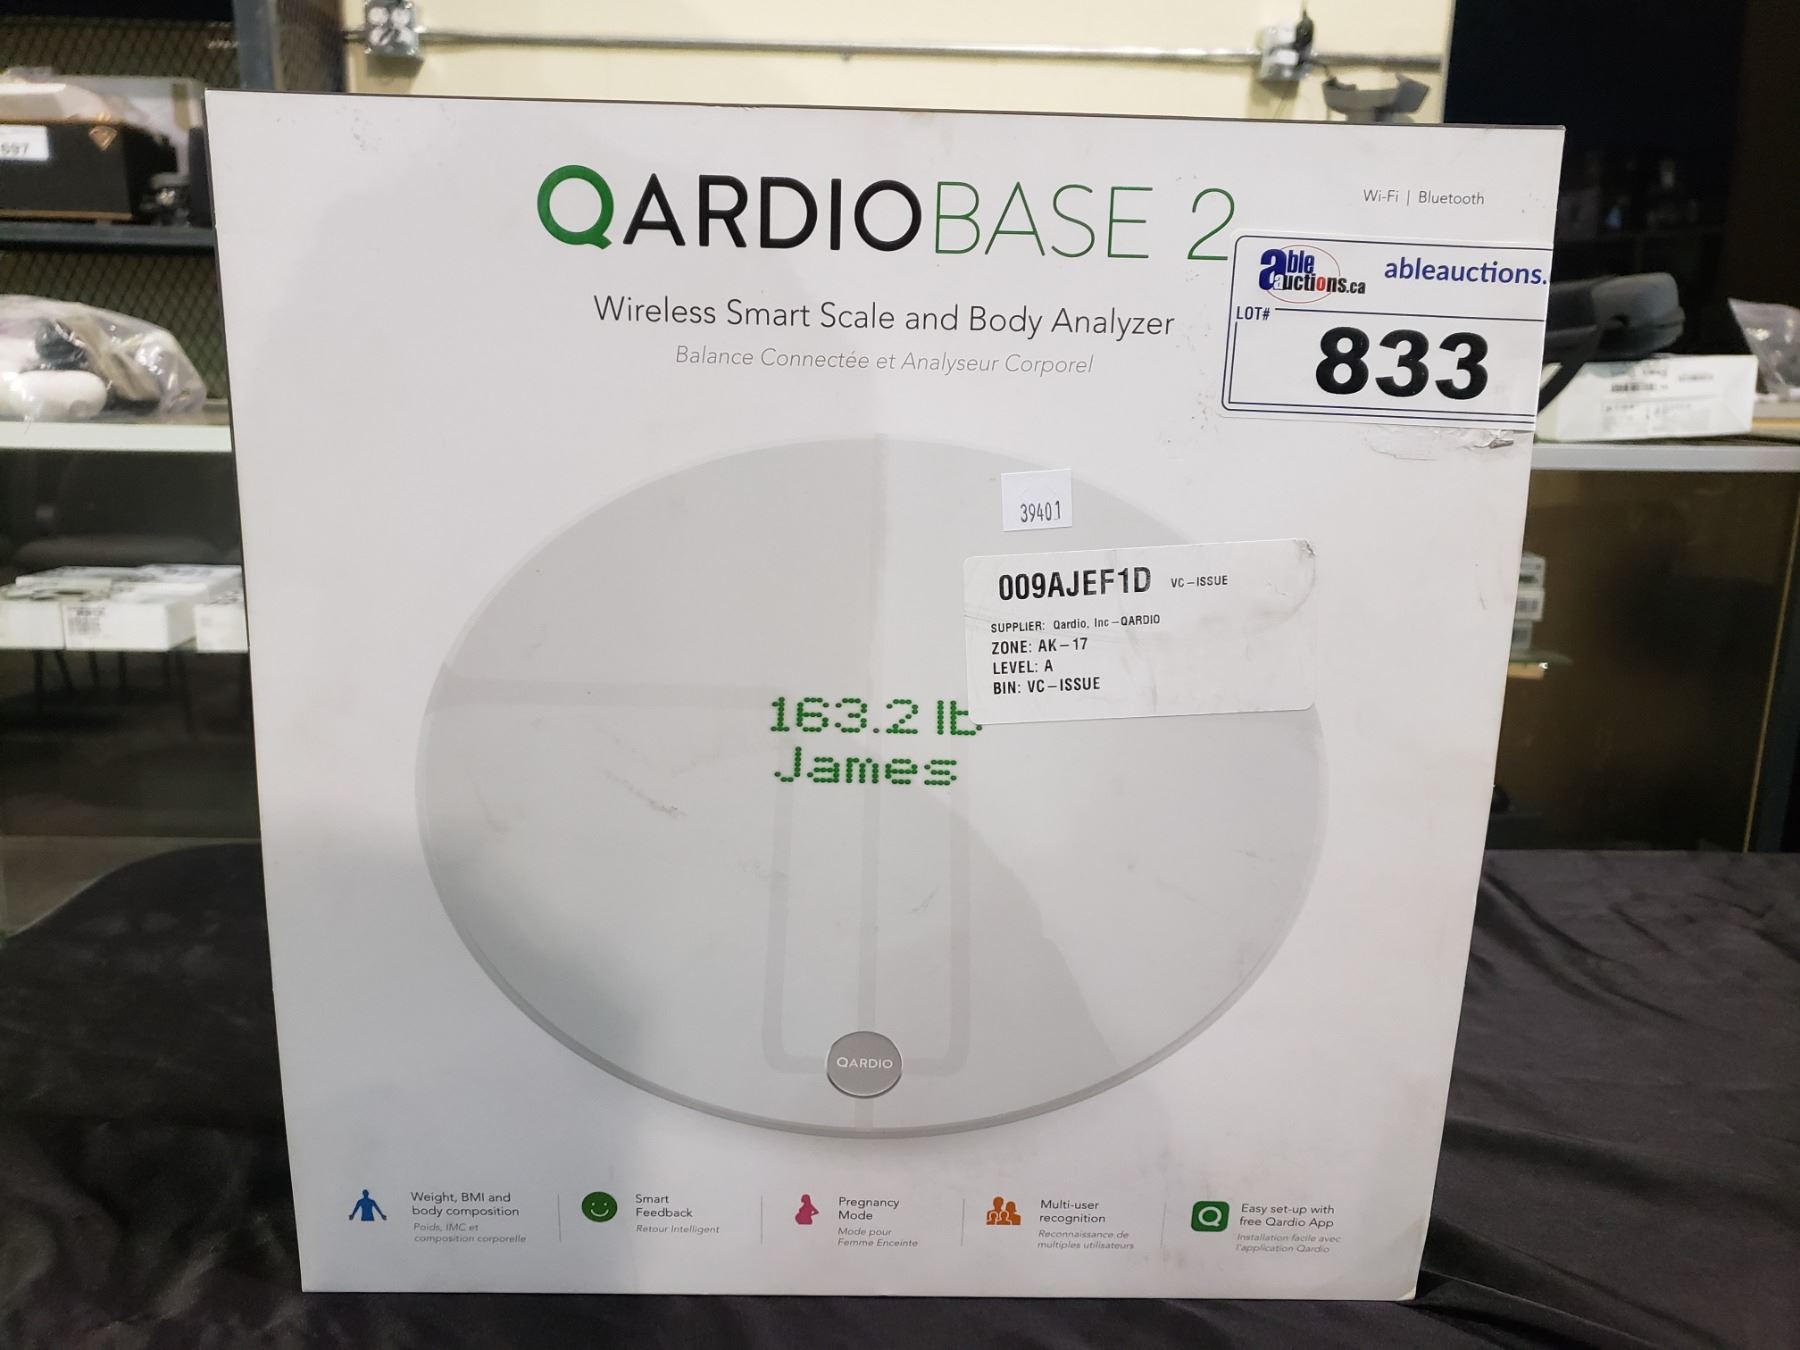 697
QARDIOBASE 2
Wi-Fi | Bluetooth
able auctions.ca
ableauctions.
LOT#
833
Wireless Smart Scale and Body Analyzer
Balance Connectée et Analyseur Corporel
39401
009AJEF1D VC-ISSUE
SUPPLIER: Qardio, Inc-QARDIO
ZONE: AK-17
LEVEL: A
BIN: VC-ISSUE
163.2 lb
James
QARDIO
Weight, BMI and
body composition
Poids, IMC et
composition corporelle
Smart
Feedback
Retour Intelligent
Pregnancy
Mode
Mode pour
Femme Enceinte
Multi-user
recognition
Reconnaissance de
multiples utilisateurs
Easy set-up with
free Qardio App
Installation facile avec
l'application Qardio